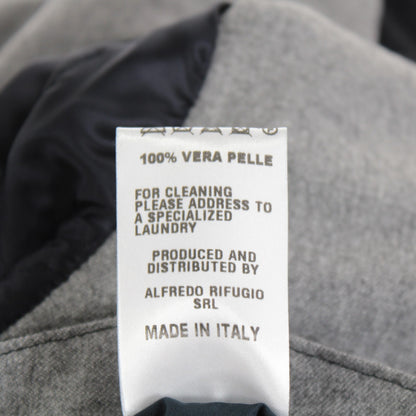 100% VERA PELLE
FOR CLEANING
PLEASE ADDRESS TO
A SPECIALIZED
LAUNDRY
PRODUCED AND
DISTRIBUTED BY
ALFREDO RIFUGIO
SRL
MADE IN ITALY